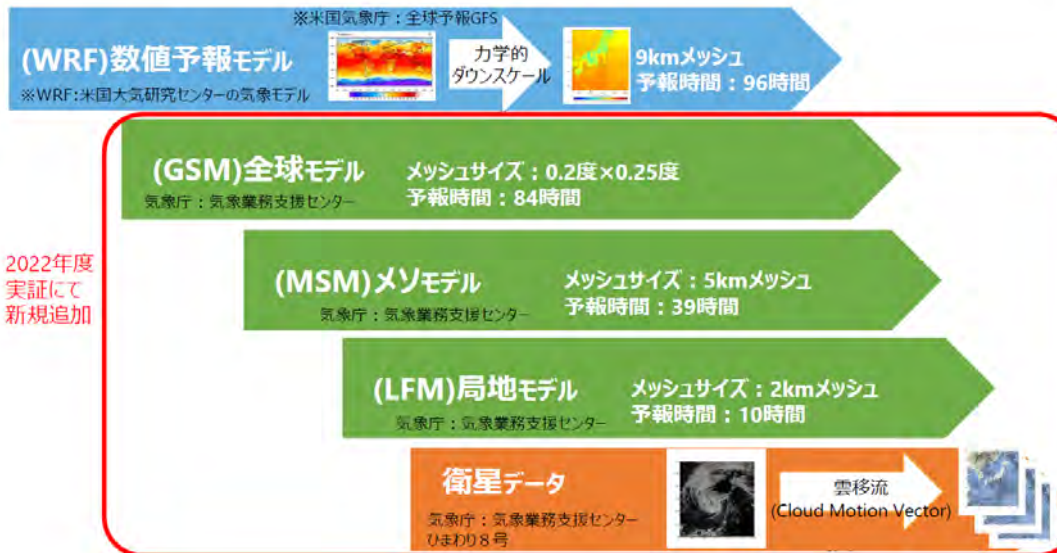 ※米国気象庁：全球予報GFS
(WRF)数値予報モデル
※WRF:米国大気研究センターの気象モデル
力学的
ダウンスケール
9kmメッシュ
予報時間：96時間
(GSM)全球モデル
気象庁：気象業務支援センター
メッシュサイズ：0.2度×0.25度
予報時間：84時間
2022年度
実証にて
新規追加
(MSM)メソモデル
気象庁：気象業務支援センター
メッシュサイズ：5kmメッシュ
予報時間：39時間
(LFM)局地モデル
気象庁：気象業務支援センター
メッシュサイズ：2kmメッシュ
予報時間：10時間
衛星データ
気象庁：気象業務支援センター
ひまわり８号
雲移流
(Cloud Motion Vector)